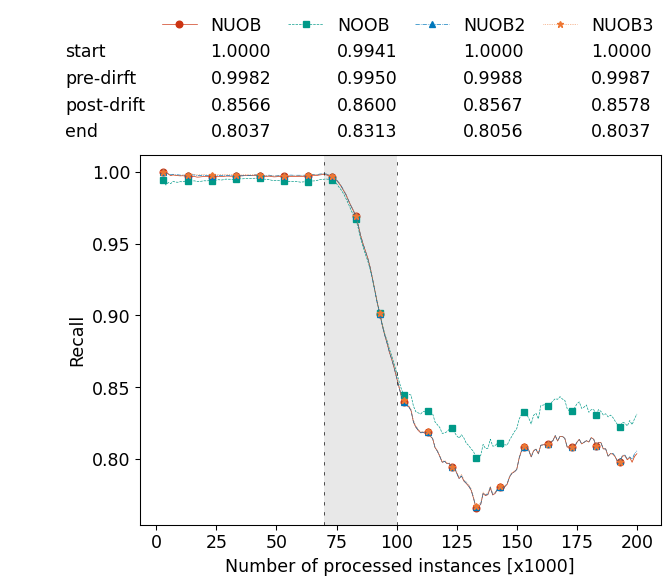 NUOB NOOB NUOB2 NUOB3
start 1.0000 0.9941 1.0000 1.0000
pre-dirft 0.9982 0.9950 0.9988 0.9987
post-drift 0.8566 0.8600 0.8567 0.8578
end 0.8037 0.8313 0.8056 0.8037
1.00
0.95
0.90
0.85
0.80
Recall
0 25 50 75 100 125 150 175 200
Number of processed instances [x1000]